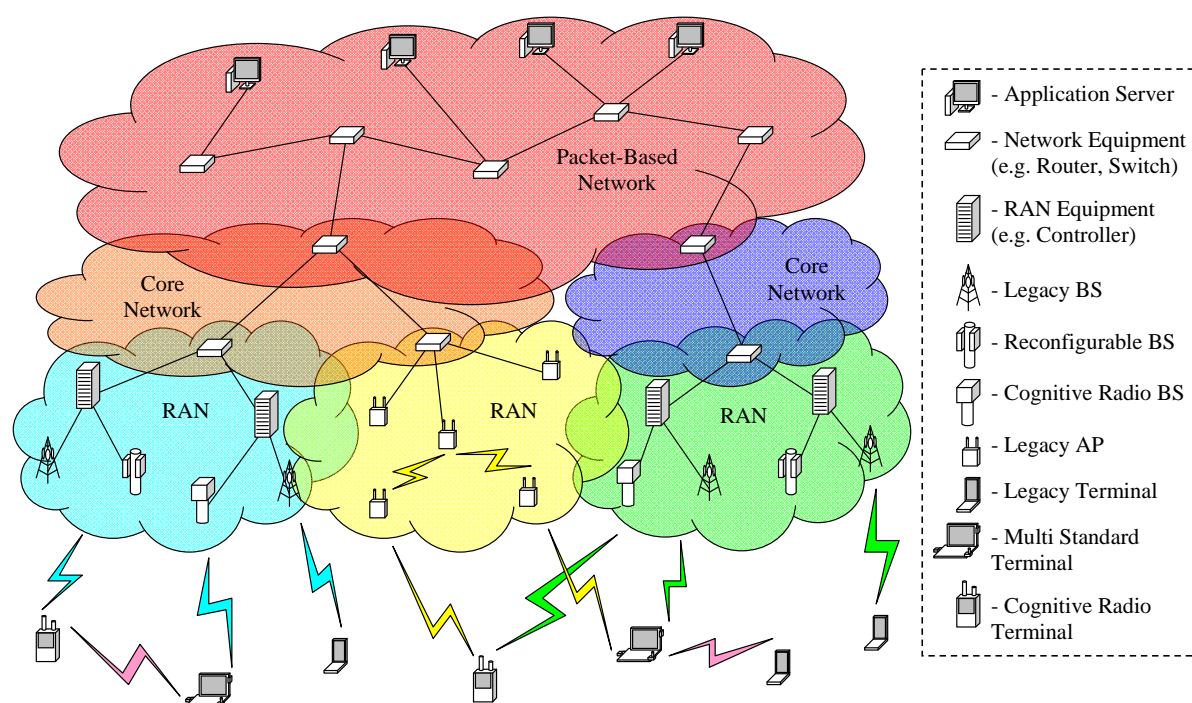 Packet-Based
Network
Core
Network
Core
Network
RAN
RAN
RAN
- Application Server
- Network Equipment
(e.g. Router, Switch)
- RAN Equipment
(e.g. Controller)
- Legacy BS
- Reconfigurable BS
- Cognitive Radio BS
- Legacy AP
- Legacy Terminal
- Multi Standard
Terminal
- Cognitive Radio
Terminal